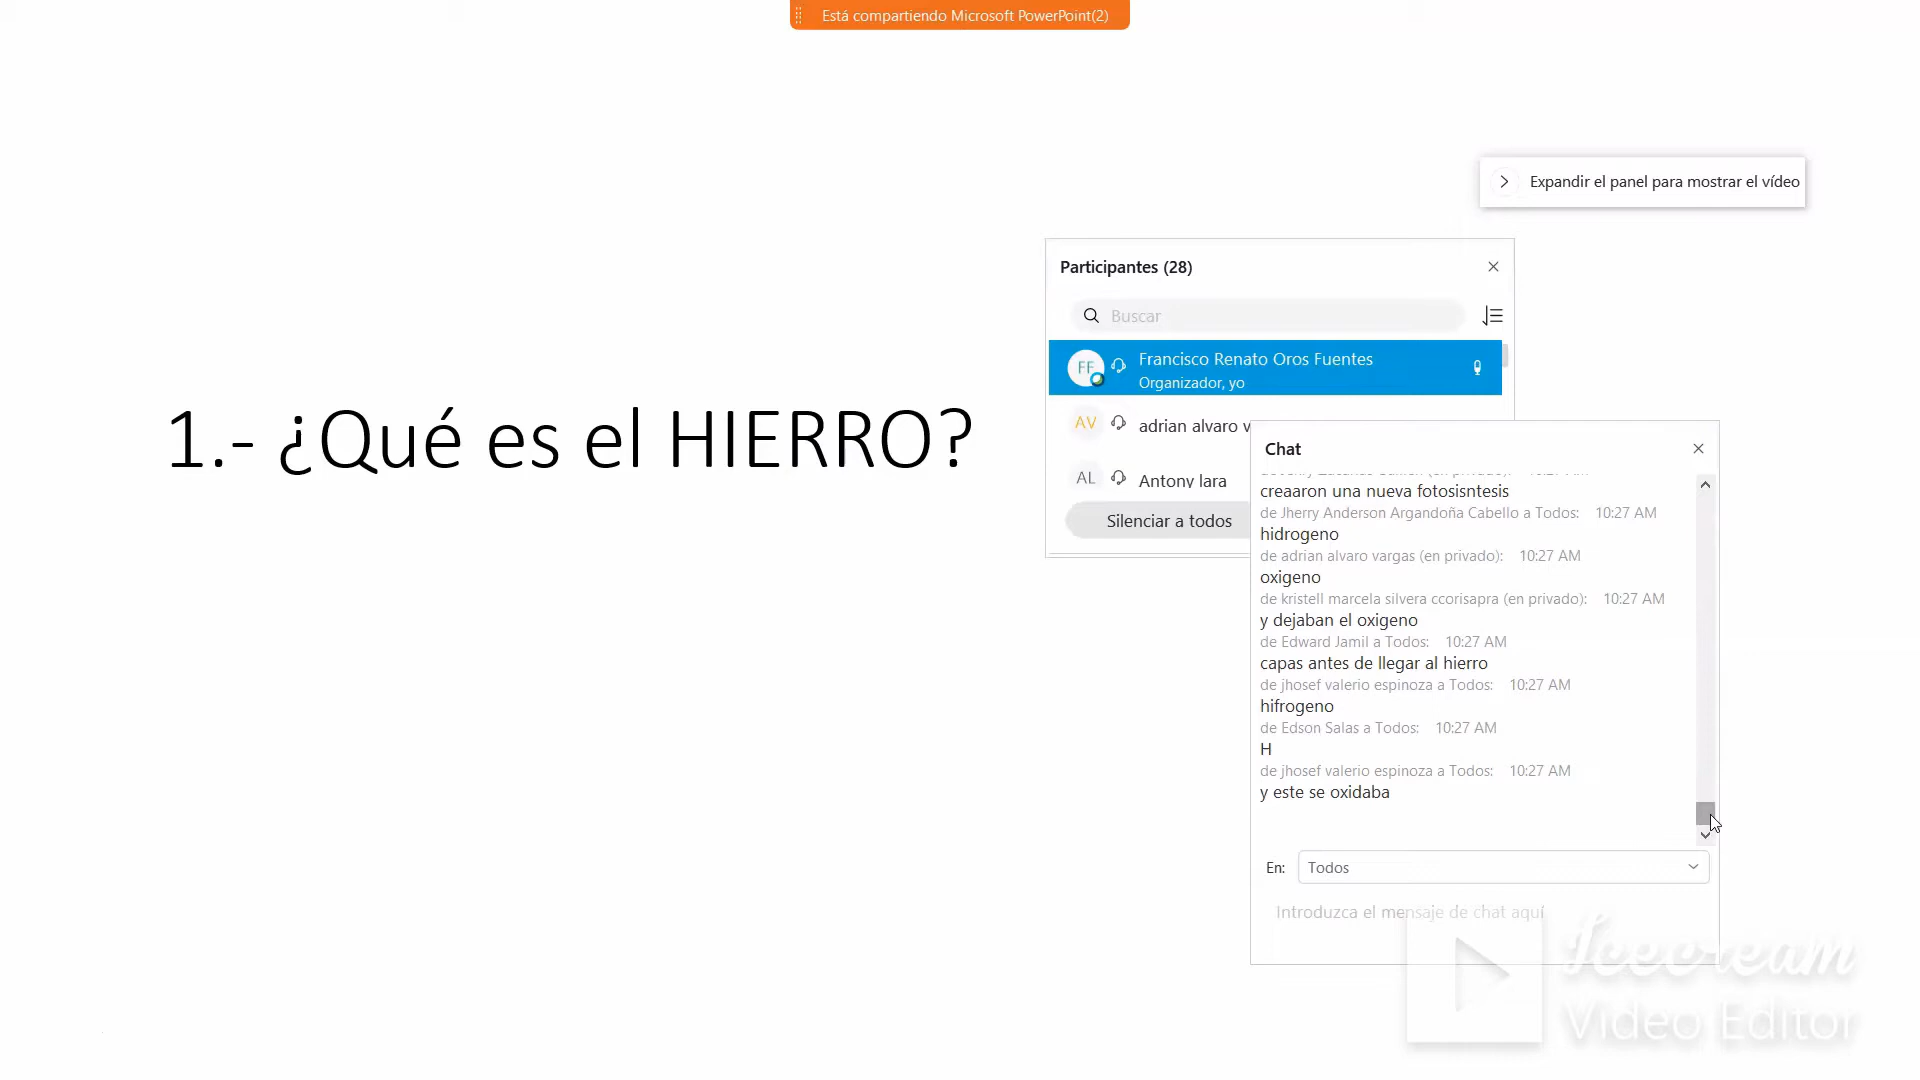 Está compartiendo Microsoft PowerPoint(2)
Expandir el panel para mostrar el vídeo
Participantes (28)
Buscar
FF
Francisco Renato Oros Fuentes
Organizador, yo
1.- ¿Qué es el HIERRO?
AV
adrian alvaro v
AL
Antony lara
Silenciar a todos
Chat
creaaron una nueva fotosisntesis
de Jherry Anderson Argandoña Cabello a Todos: 10:27 AM
hidrogeno
de adrian alvaro vargas (en privado): 10:27 AM
oxigeno
de kristell marcela silvera ccorisapra (en privado): 10:27 AM
y dejaban el oxigeno
de Edward Jamil a Todos: 10:27 AM
capas antes de llegar al hierro
de jhosef valerio espinoza a Todos: 10:27 AM
hifrogeno
de Edson Salas a Todos: 10:27 AM
H
de jhosef valerio espinoza a Todos: 10:27 AM
y este se oxidaba
En: Todos
Introduzca el mensaje de chat aquí
Icecream
Video Editor